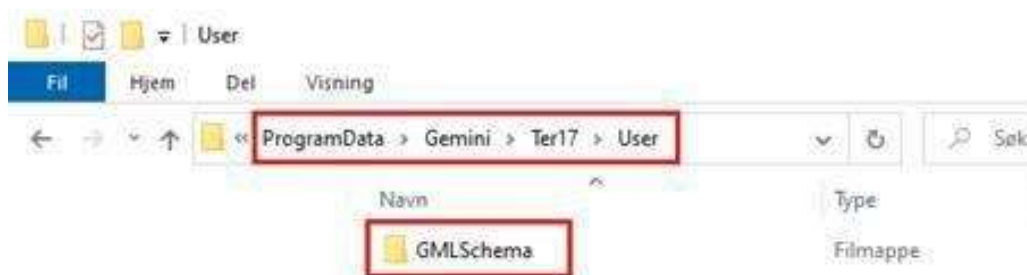 User
Fil Hjem Del Visning
« ProgramData > Gemini > Ter17 > User Søk
Navn Type
GMLSchema Filmappe